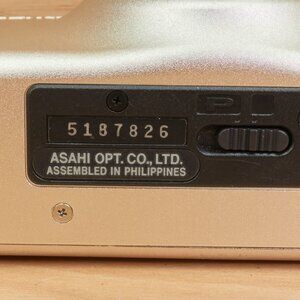 5187826
ASAHI OPT. CO., LTD.
ASSEMBLED IN PHILIPPINES